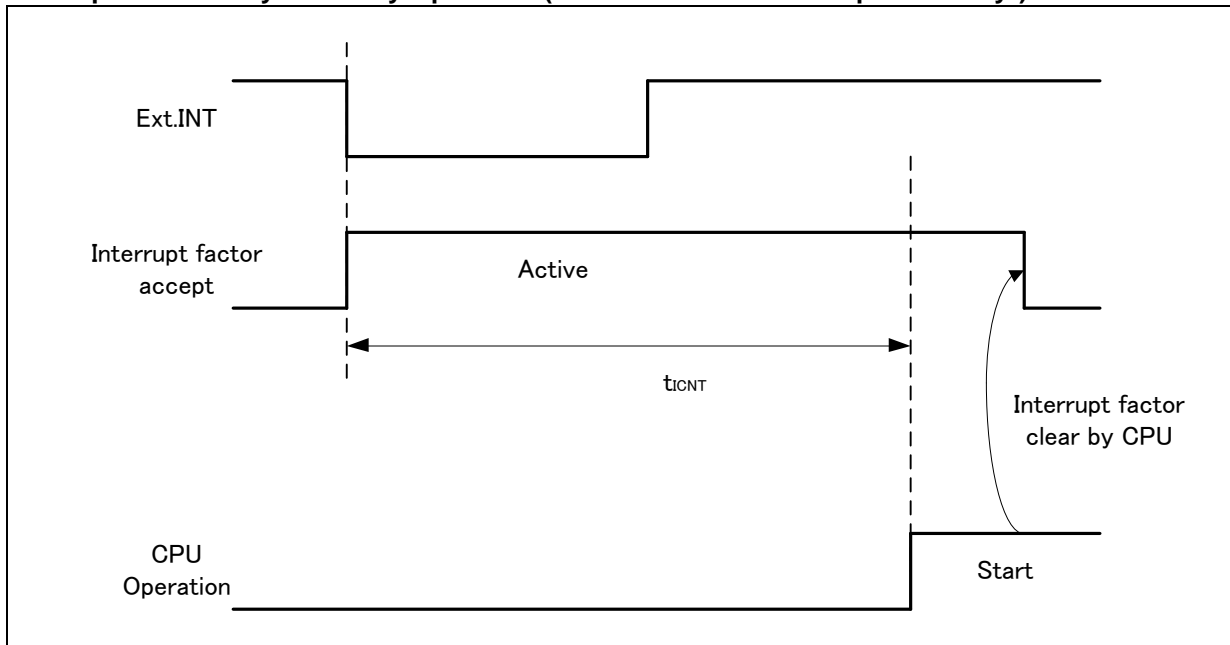 Ext.INT
Interrupt factor
accept
Active
tICNT
Interrupt factor
clear by CPU
CPU
Operation
Start